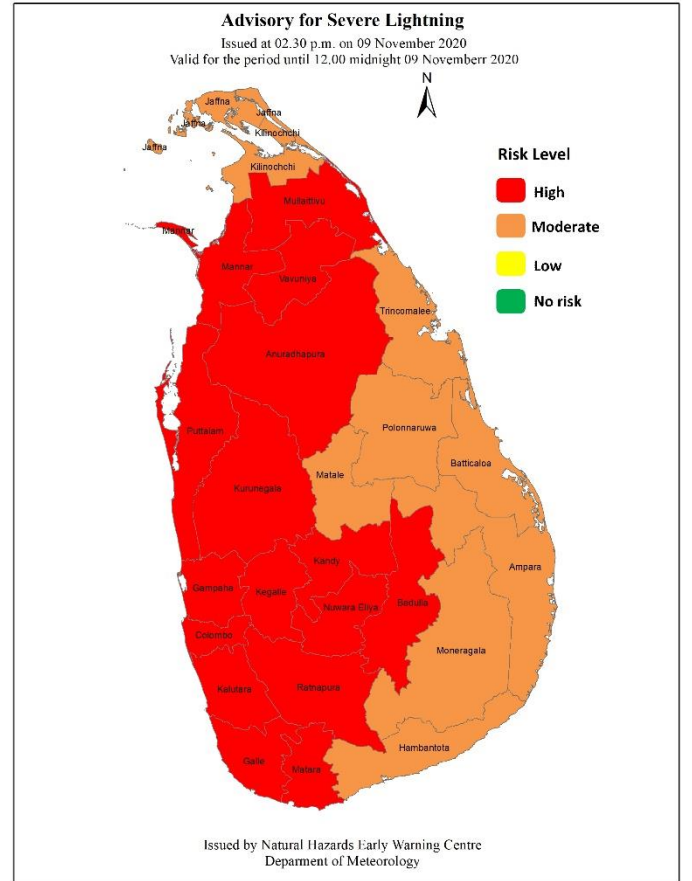 Advisory for Severe Lightning
Issued at 02.30 p.m. on 09 November 2020
Valid for the period until 12.00 midnight 09 Novemberr 2020
N
Jaffna
Jaffna
Jaffna
Kilinochchi
Jaffna
Kilinochchi
Risk Level
High
Moderate
Low
No risk
Mullaittivu
Mannar
Mannar
Vavuniya
Trincomalee
Anuradhapura
Puttalam
Polonnaruwa
Batticaloa
Matale
Kurunegala
Kandy
Ampara
Gampaha
Kegalle
Nuwara Eliya
Badulla
Colombo
Moneragala
Kalutara
Rathapura
Hambantota
Galle
Matara
Issued by Natural Hazards Early Warning Centre
Deparment of Meteorology